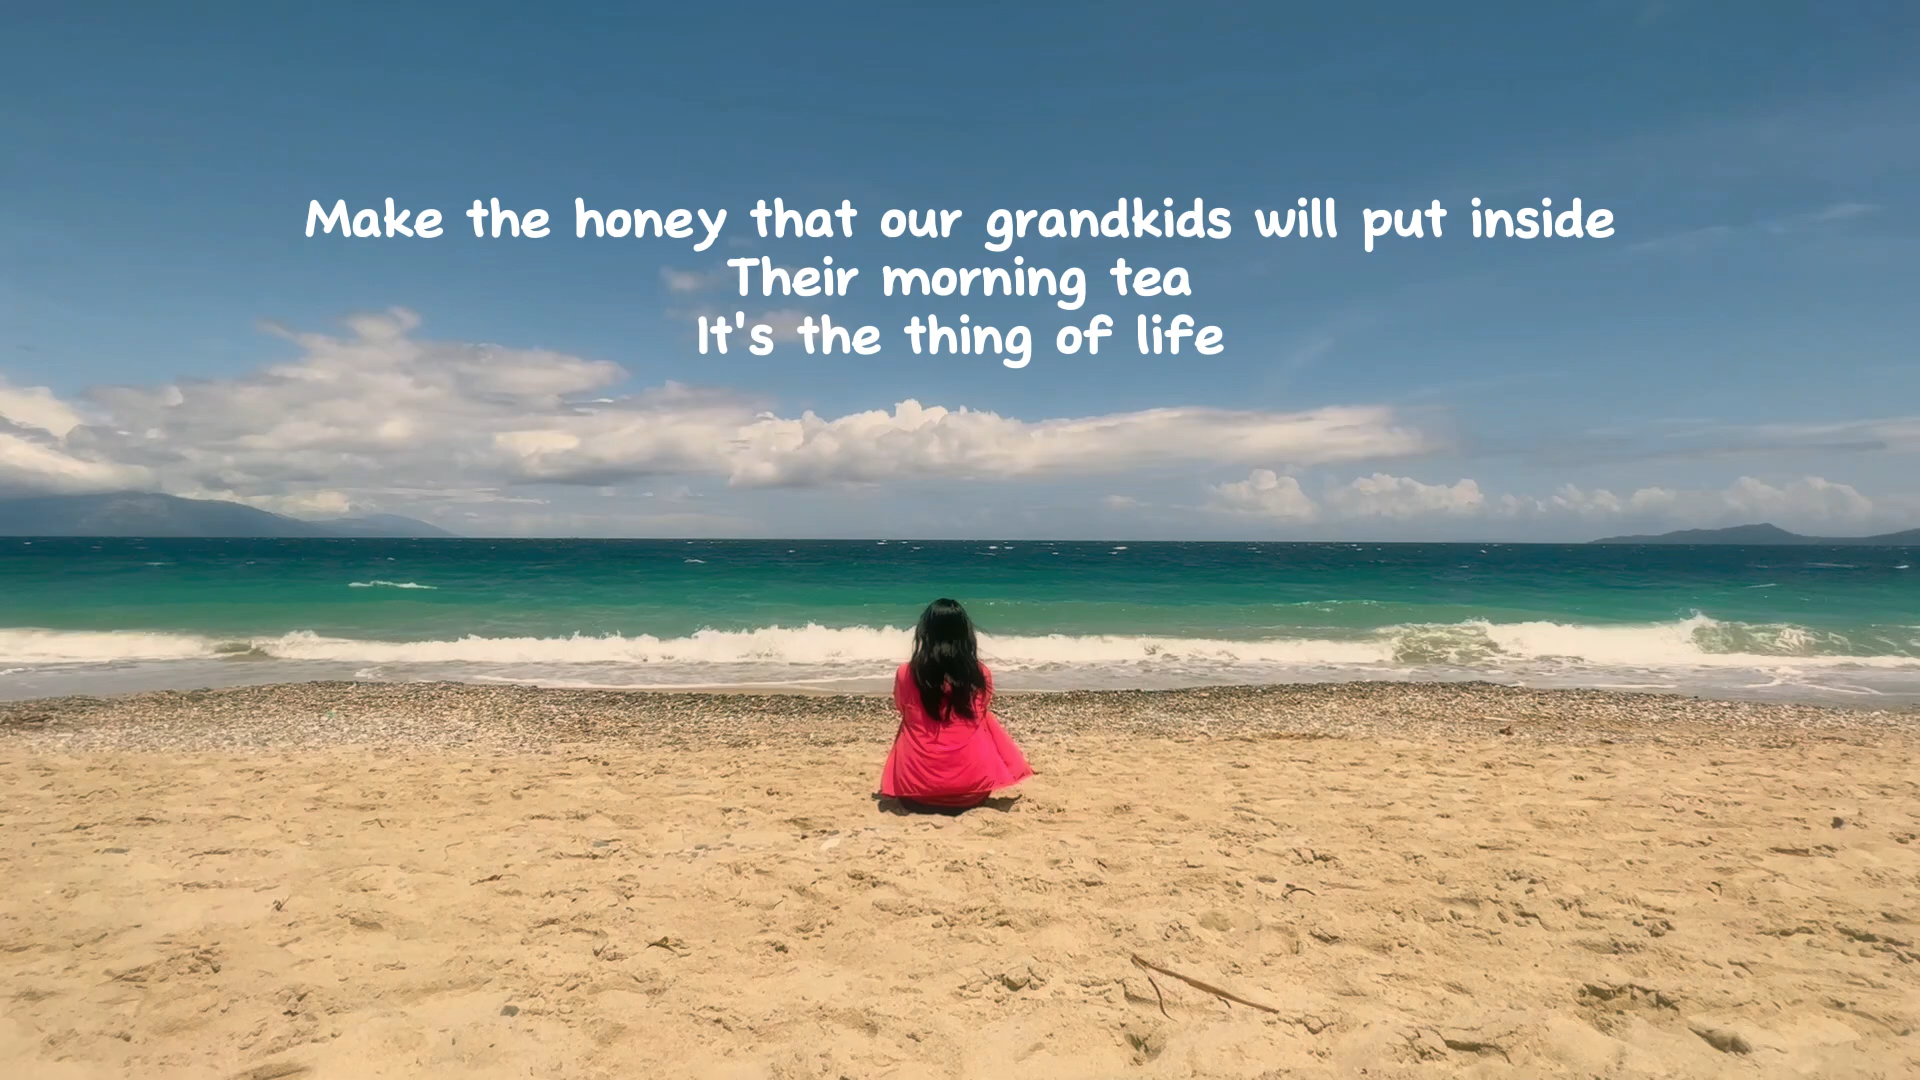 Make the honey that our grandkids will put inside
Their morning tea
It's the thing of life